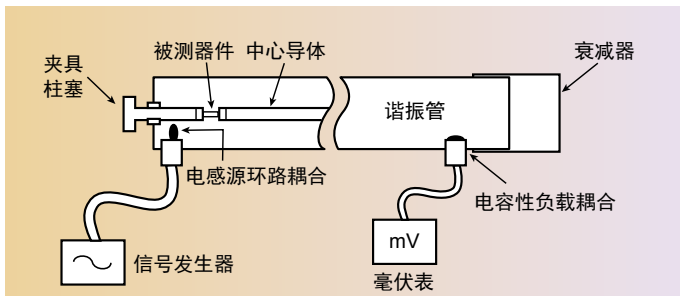 夹具
柱塞
被测器件
中心导体
衰减器
谐振管
电感源环路耦合
电容性负载耦合
信号发生器
mV
毫伏表